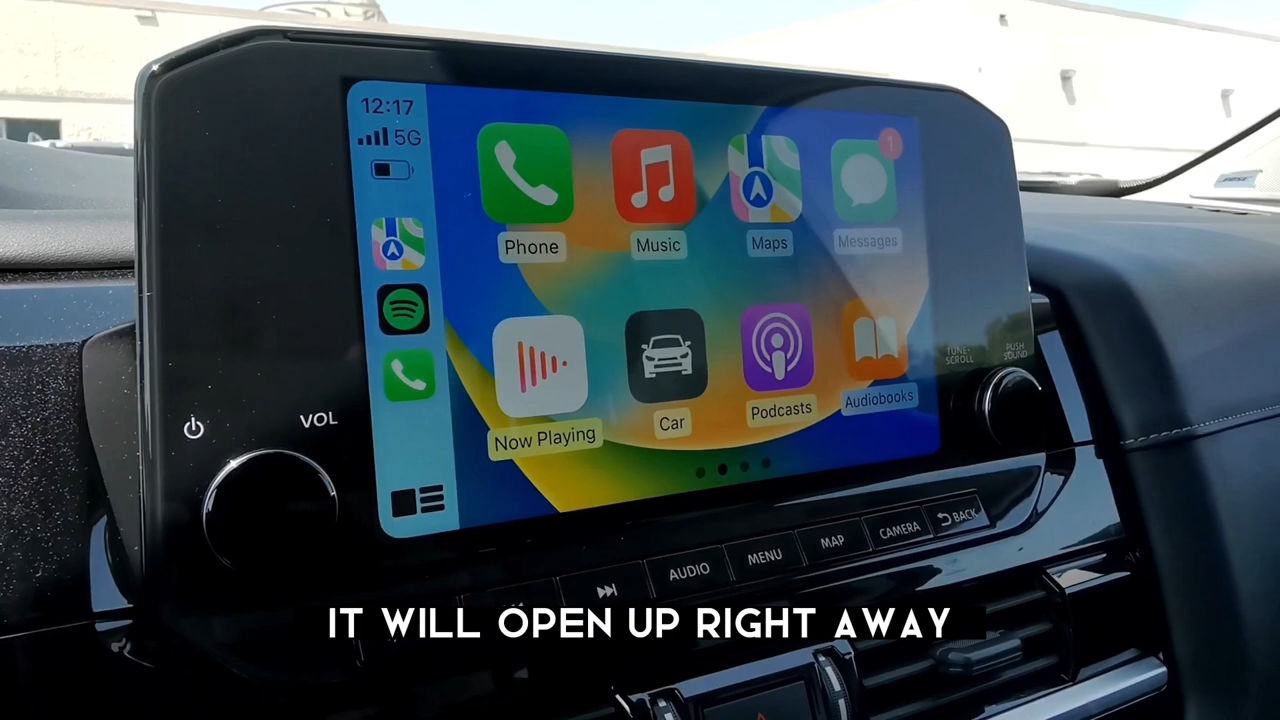 12:17
5G
1
Phone
Music
Maps
Messages
Now Playing
Car
Podcasts
Audiobooks
VOL
TUNE-
SCROLL
PUSH
SOUND
AUDIO
MENU
MAP
CAMERA
BACK
BOSE
IT WILL OPEN UP RIGHT AWAY